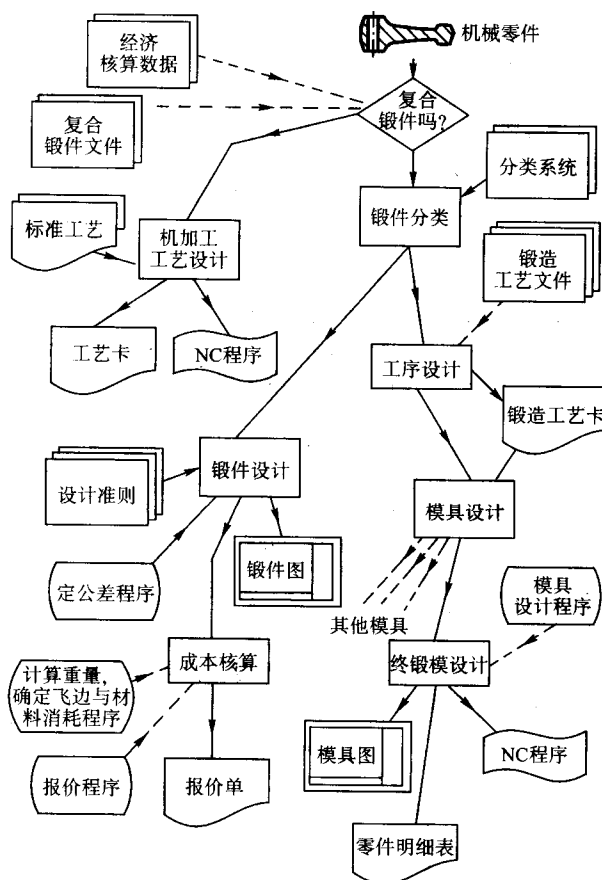 经济
核算数据
机械零件
复合
锻件文件
复合
锻件吗?
分类系统
标准工艺
机加工
工艺设计
锻件分类
锻造
工艺文件
工艺卡
NC程序
工序设计
锻造工艺卡
设计准则
锻件设计
模具设计
定公差程序
锻件图
其他模具
模具
设计程序
计算重量,
确定飞边与材
料消耗程序
成本核算
终锻模设计
报价程序
报价单
模具图
NC程序
零件明细表